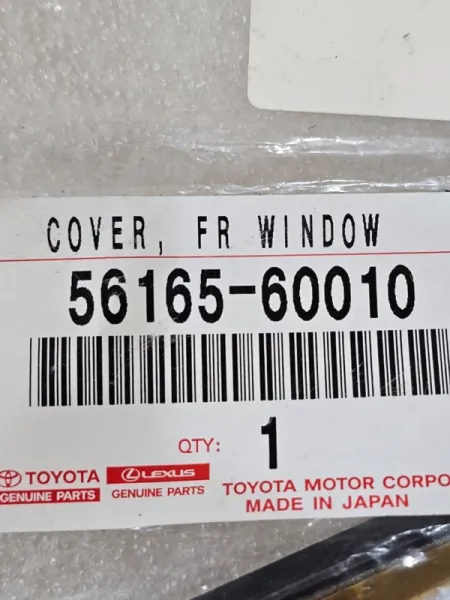 COVER, FR WINDOW
56165-60010
QTY: 1
TOYOTA LEXUS
GENUINE PARTS GENUINE PARTS
TOYOTA MOTOR CORPO
MADE IN JAPAN